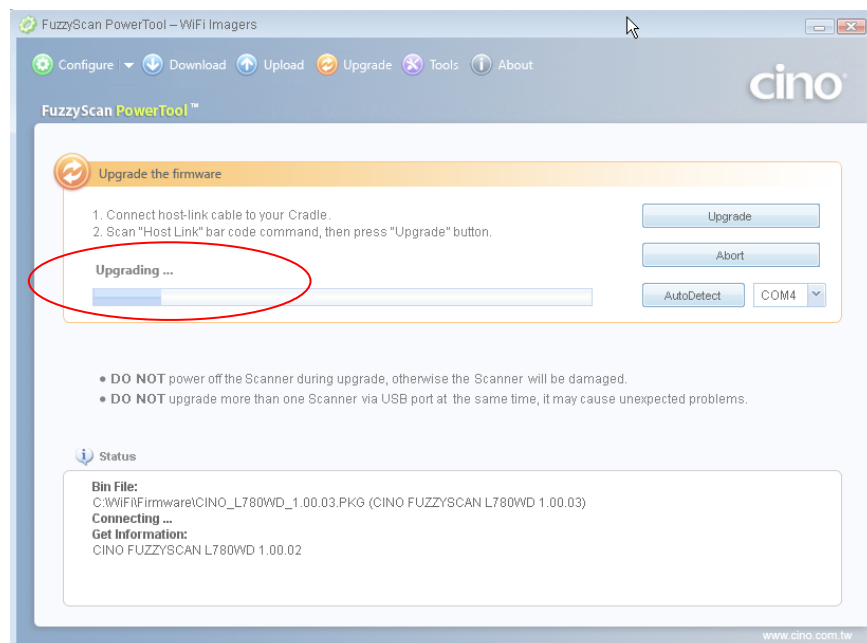 FuzzyScan PowerTool – WiFi Imagers
Configure Download Upload Upgrade Tools About
cino
FuzzyScan PowerTool™
Upgrade the firmware
1. Connect host-link cable to your Cradle.
2. Scan "Host Link" bar code command, then press "Upgrade" button.
Upgrade
Abort
Upgrading ...
AutoDetect COM4
• DO NOT power off the Scanner during upgrade, otherwise the Scanner will be damaged.
• DO NOT upgrade more than one Scanner via USB port at the same time, it may cause unexpected problems.
Status
Bin File:
C:\WiFi\Firmware\CINO_L780WD_1.00.03.PKG (CINO FUZZYSCAN L780WD 1.00.03)
Connecting ...
Get Information:
CINO FUZZYSCAN L780WD 1.00.02
www.cino.com.tw